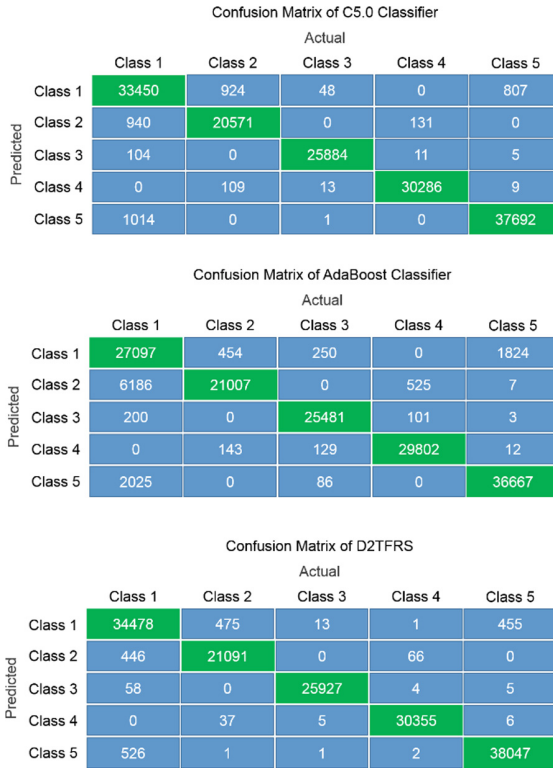 Confusion Matrix of C5.0 Classifier
Actual
Class 1 Class 2 Class 3 Class 4 Class 5
Predicted
Class 1 33450 924 48 0 807
Class 2 940 20571 0 131 0
Class 3 104 0 25884 11 5
Class 4 0 109 13 30286 9
Class 5 1014 0 1 0 37692
Confusion Matrix of AdaBoost Classifier
Actual
Class 1 Class 2 Class 3 Class 4 Class 5
Predicted
Class 1 27097 454 250 0 1824
Class 2 6186 21007 0 525 7
Class 3 200 0 25481 101 3
Class 4 0 143 129 29802 12
Class 5 2025 0 86 0 36667
Confusion Matrix of D2TFRS
Actual
Class 1 Class 2 Class 3 Class 4 Class 5
Predicted
Class 1 34478 475 13 1 455
Class 2 446 21091 0 66 0
Class 3 58 0 25927 4 5
Class 4 0 37 5 30355 6
Class 5 526 1 1 2 38047